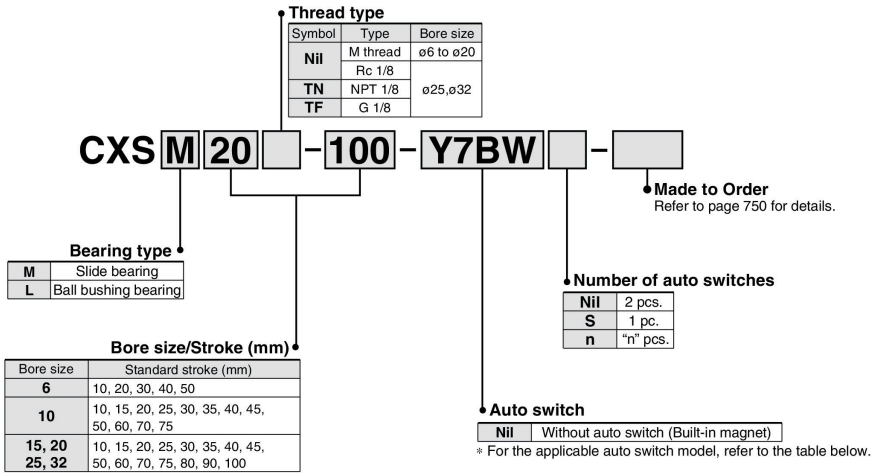 Thread type
Symbol Type Bore size
Nil M thread ø6 to ø20
Rc 1/8 ø25,ø32
TN NPT 1/8
TF G 1/8
CXS M 20 - 100 - Y7BW -
Made to Order
Refer to page 750 for details.
Bearing type
M Slide bearing
L Ball bushing bearing
Number of auto switches
Nil 2 pcs.
S 1 pc.
n “n” pcs.
Bore size/Stroke (mm)
Bore size Standard stroke (mm)
6 10, 20, 30, 40, 50
10 10, 15, 20, 25, 30, 35, 40, 45,
50, 60, 70, 75
15, 20 10, 15, 20, 25, 30, 35, 40, 45,
25, 32 50, 60, 70, 75, 80, 90, 100
Auto switch
Nil Without auto switch (Built-in magnet)
* For the applicable auto switch model, refer to the table below.